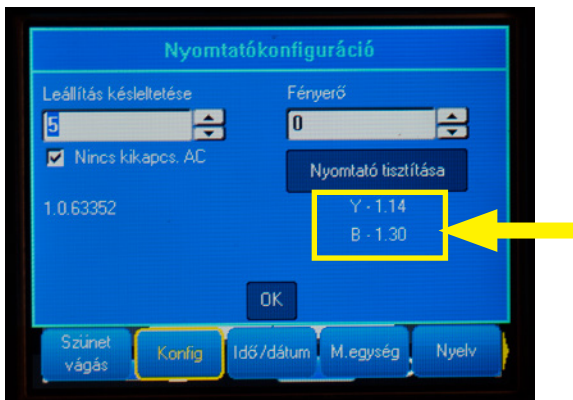 Nyomtatókonfiguráció
Leállítás késleltetése
Fényerő
5
0
Nincs kikapcs. AC
Nyomtató tisztítása
1.0.63352
Y - 1.14
B - 1.30
OK
Szünet
vágás
Konfig
Idő/dátum
M.egység
Nyelv